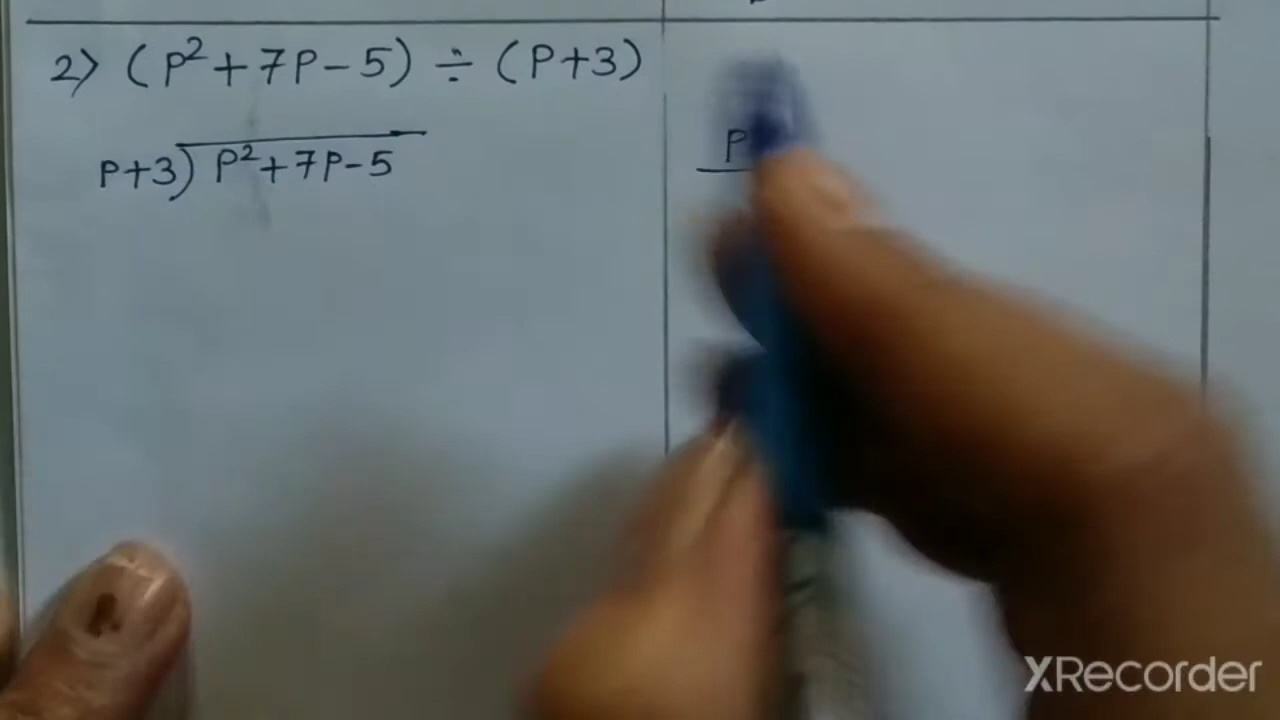 2) (P²+7P-5) ÷ (P+3)
P+3) P²+7P-5
P
XRecorder